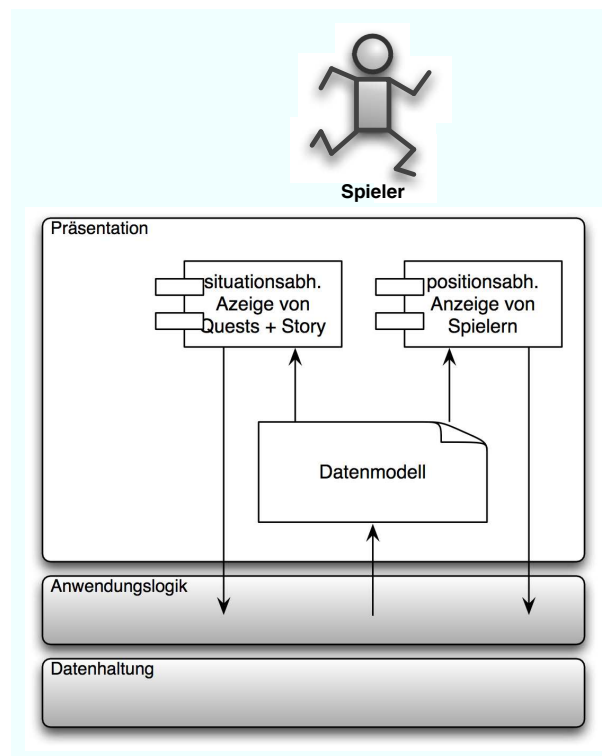 Spieler
Präsentation
situationsabh.
Azeige von
Quests + Story
positionsabh.
Anzeige von
Spielern
Datenmodell
Anwendungslogik
Datenhaltung